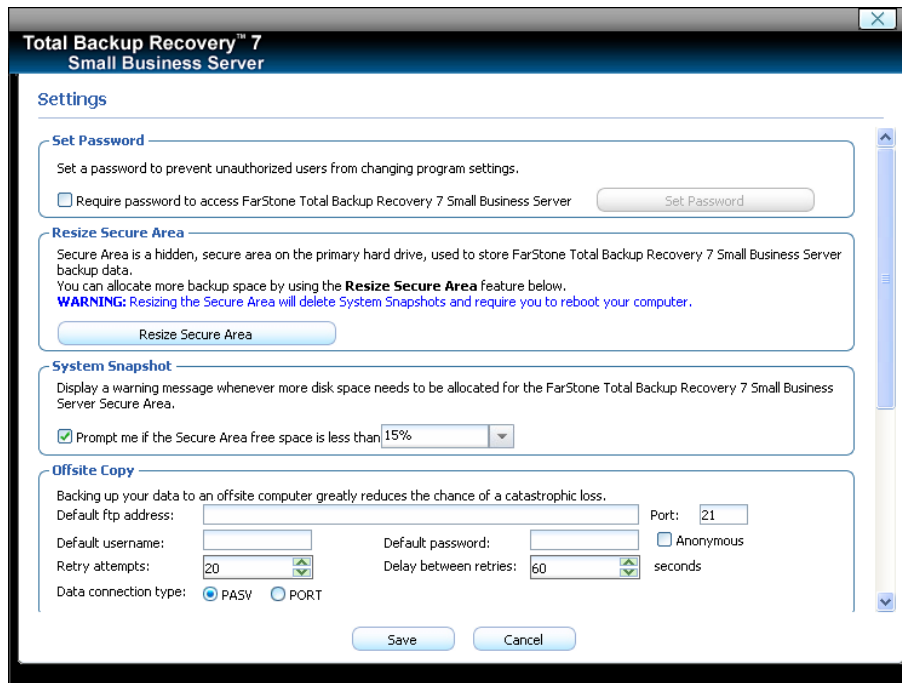 Total Backup Recovery™ 7
Small Business Server
Settings
Set Password
Set a password to prevent unauthorized users from changing program settings.
Require password to access FarStone Total Backup Recovery 7 Small Business Server
Set Password
Resize Secure Area
Secure Area is a hidden, secure area on the primary hard drive, used to store FarStone Total Backup Recovery 7 Small Business Server
backup data.
You can allocate more backup space by using the Resize Secure Area feature below.
WARNING: Resizing the Secure Area will delete System Snapshots and require you to reboot your computer.
Resize Secure Area
System Snapshot
Display a warning message whenever more disk space needs to be allocated for the FarStone Total Backup Recovery 7 Small Business
Server Secure Area.
Prompt me if the Secure Area free space is less than 15%
Offsite Copy
Backing up your data to an offsite computer greatly reduces the chance of a catastrophic loss.
Default ftp address: Port: 21
Default username: Default password: Anonymous
Retry attempts: 20 Delay between retries: 60 seconds
Data connection type: PASV PORT
Save Cancel